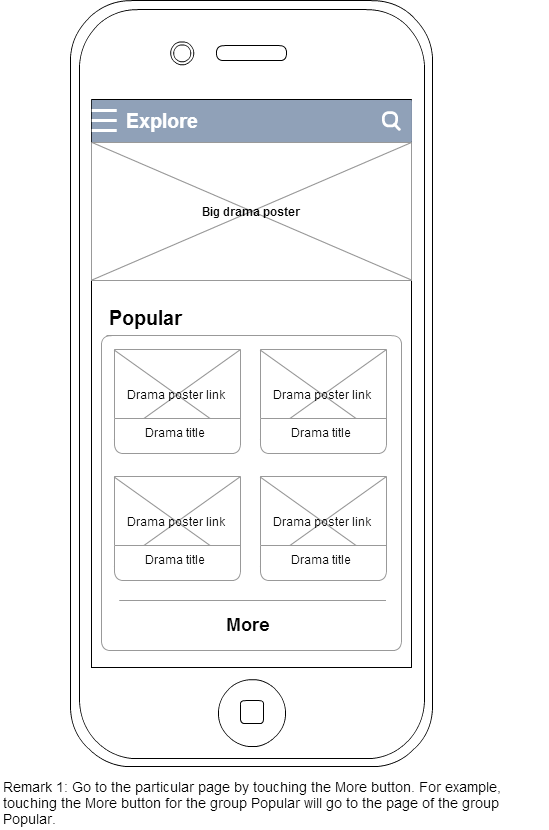 Explore
Big drama poster
Popular
Drama poster link
Drama poster link
Drama title
Drama title
Drama poster link
Drama poster link
Drama title
Drama title
More
Remark 1: Go to the particular page by touching the More button. For example,
touching the More button for the group Popular will go to the page of the group
Popular.